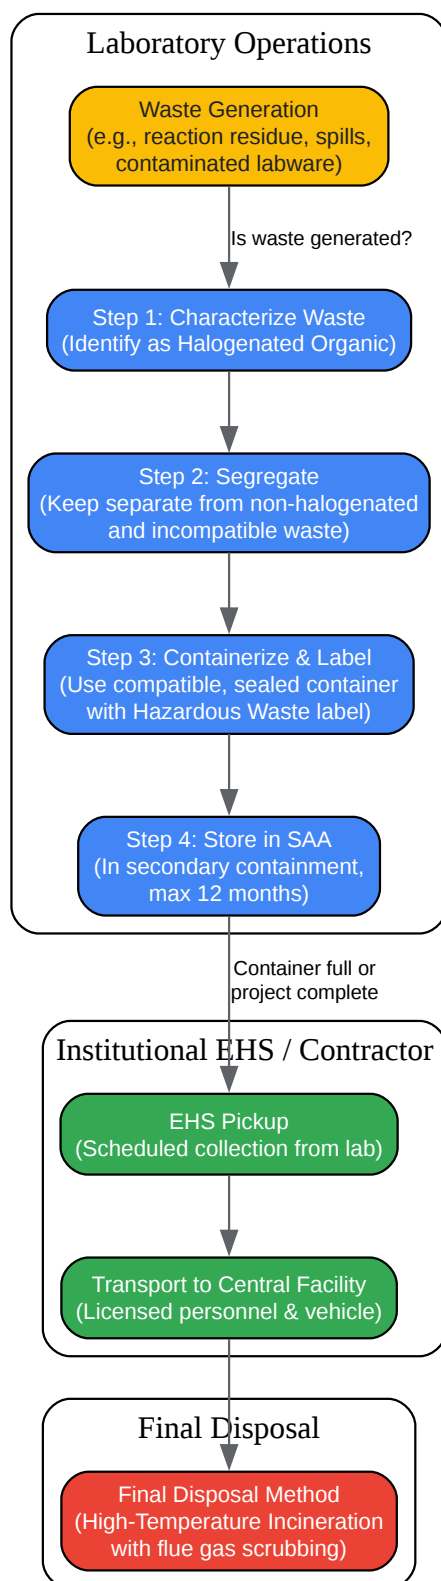 Laboratory Operations
Waste Generation
(e.g., reaction residue, spills,
contaminated labware)
Is waste generated?
Step 1: Characterize Waste
(Identify as Halogenated Organic)
Step 2: Segregate
(Keep separate from non-halogenated
and incompatible waste)
Step 3: Containerize & Label
(Use compatible, sealed container
with Hazardous Waste label)
Step 4: Store in SAA
(In secondary containment,
max 12 months)
Container full or
project complete
Institutional EHS / Contractor
EHS Pickup
(Scheduled collection from lab)
Transport to Central Facility
(Licensed personnel & vehicle)
Final Disposal
Final Disposal Method
(High-Temperature Incineration
with flue gas scrubbing)